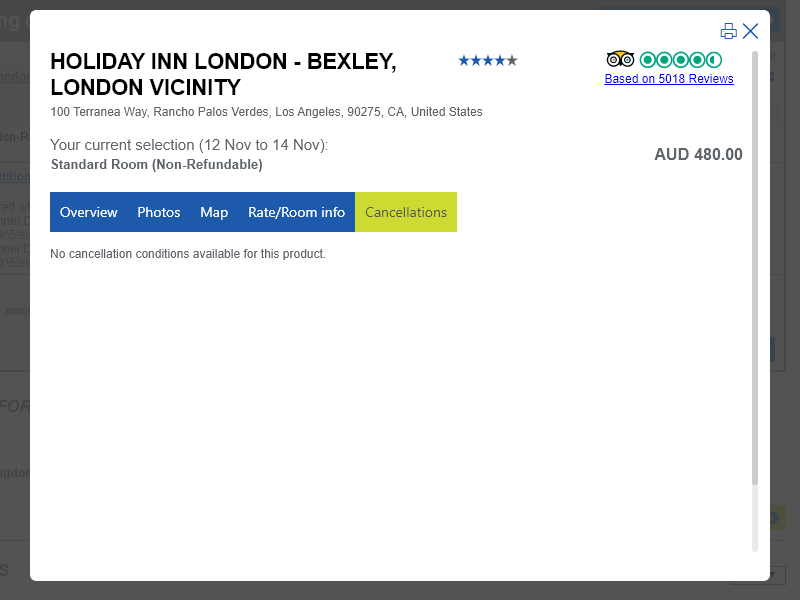 HOLIDAY INN LONDON - BEXLEY,
LONDON VICINITY
100 Terranea Way, Rancho Palos Verdes, Los Angeles, 90275, CA, United States
Based on 5018 Reviews
Your current selection (12 Nov to 14 Nov):
Standard Room (Non-Refundable)
AUD 480.00
Overview Photos Map Rate/Room info Cancellations
No cancellation conditions available for this product.